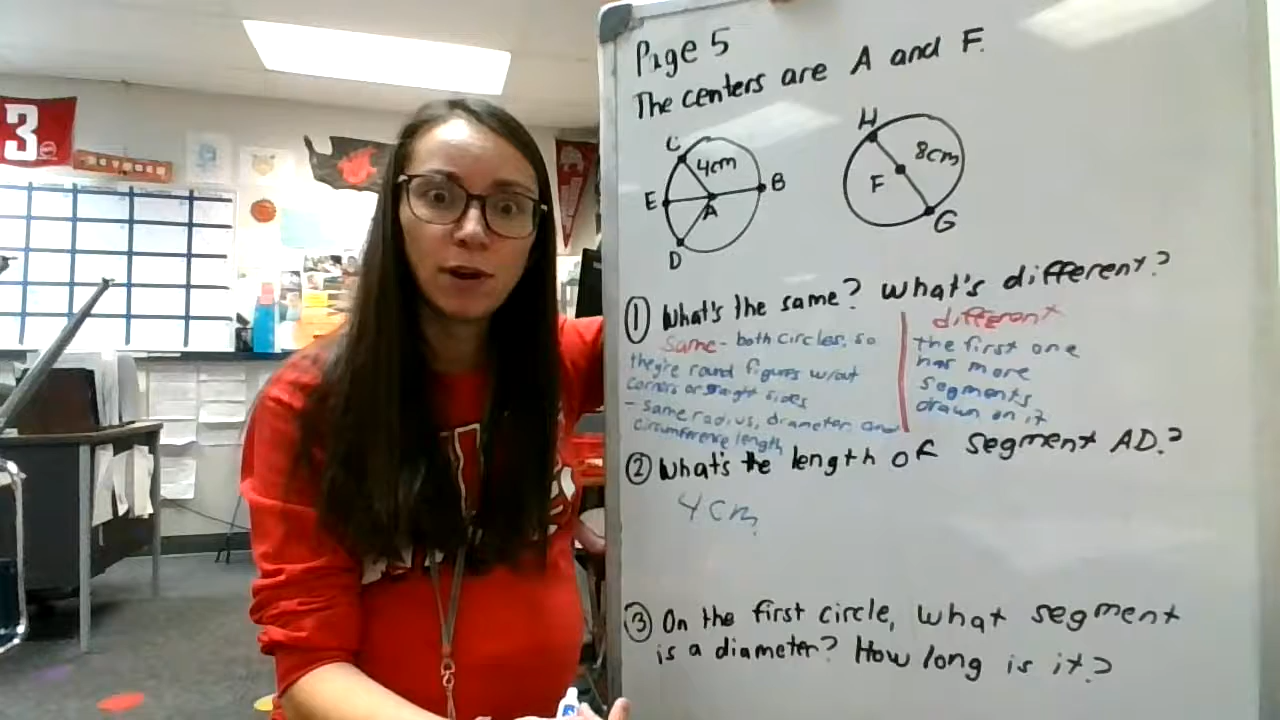 3
Page 5
The centers are A and F.
C
4cm
E
B
A
D
H
8cm
F
G
① What's the same? What's different?
Same - both circles, so
they're round figures w/out
corners or straight sides
- same radius, diameter, and
circumference length
different
the first one
has more
segments
drawn on it
② What's the length of segment AD?
4cm
③ On the first circle, what segment
is a diameter? How long is it?